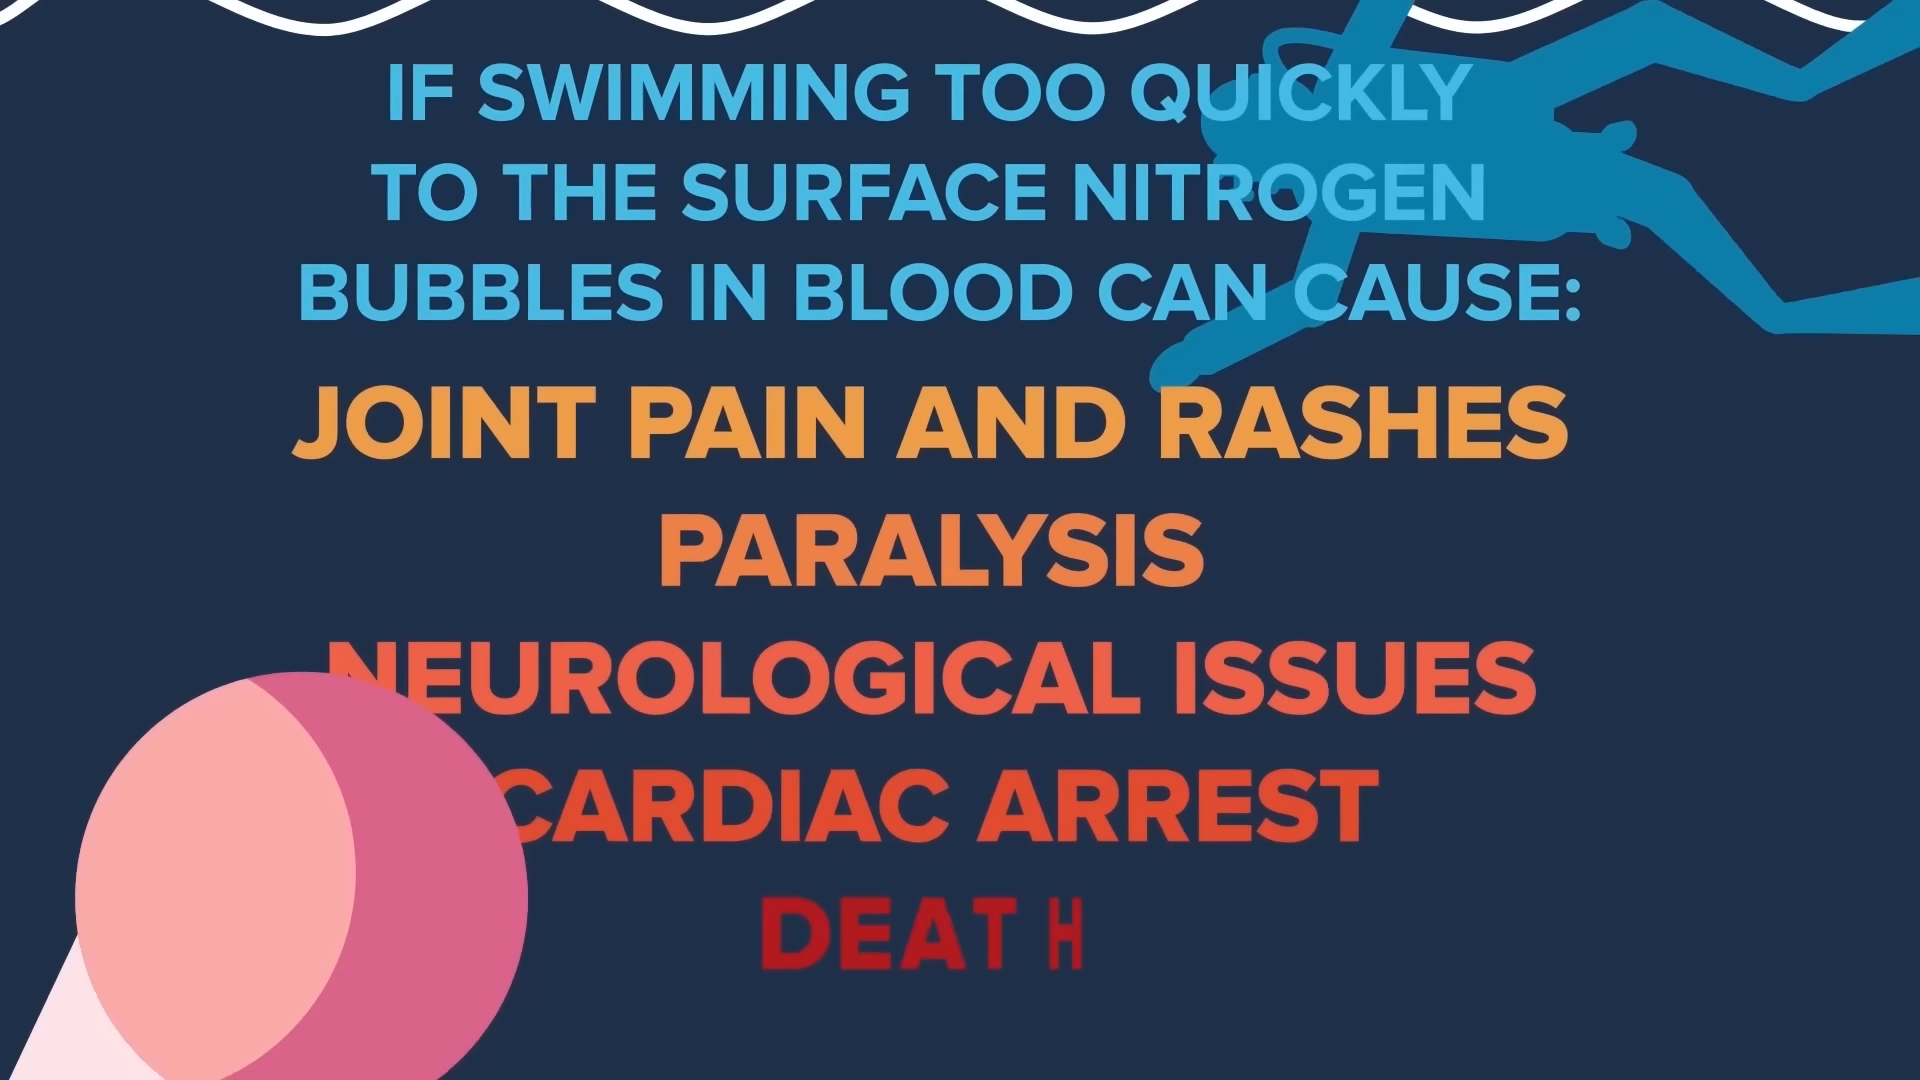 IF SWIMMING TOO QUICKLY
TO THE SURFACE NITROGEN
BUBBLES IN BLOOD CAN CAUSE:
JOINT PAIN AND RASHES
PARALYSIS
NEUROLOGICAL ISSUES
CARDIAC ARREST
DEATH